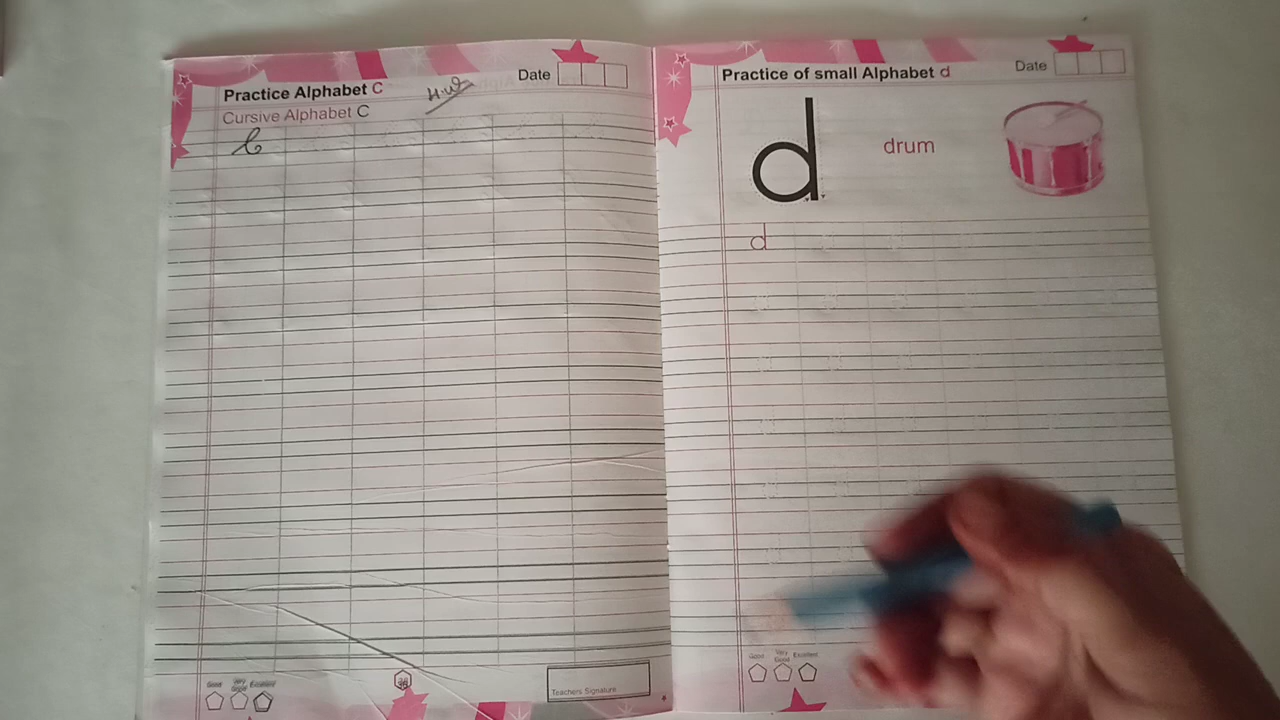 Practice Alphabet C
Date
H.W
Cursive Alphabet C
C
Good
Very Good
Excellent
Teachers Signature
Practice of small Alphabet d
Date
d
drum
d
Good
Very Good
Excellent